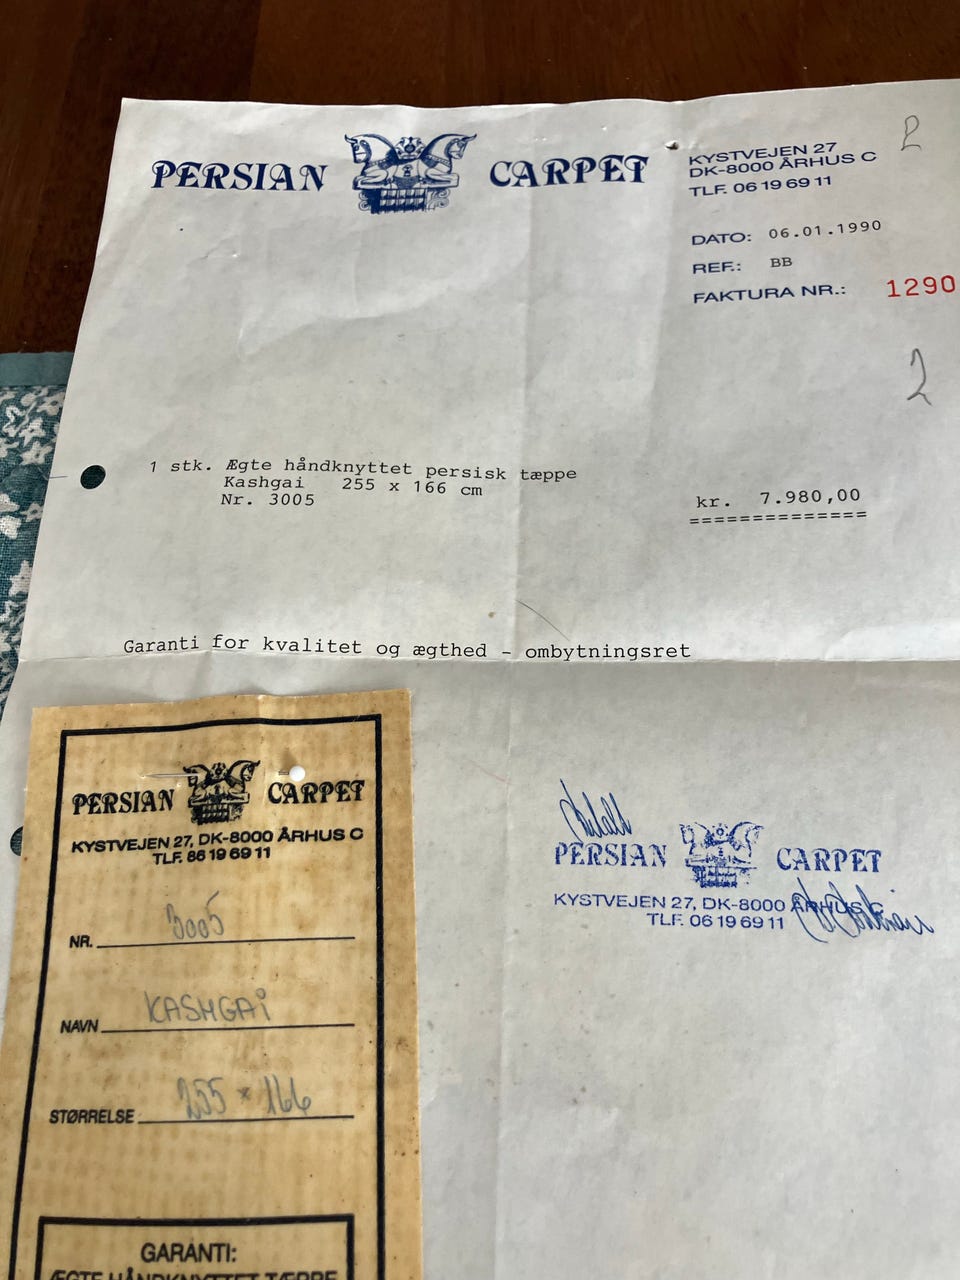 PERSIAN CARPET
KYSTVEJEN 27
DK-8000 ÅRHUS C
TLF. 06 19 69 11
2
DATO: 06.01.1990
REF.: BB
FAKTURA NR.: 1290
2
1 stk. Ægte håndknyttet persisk tæppe
Kashgai 255 x 166 cm
Nr. 3005
kr. 7.980,00
==============
Garanti for kvalitet og ægthed - ombytningsret
PERSIAN CARPET
KYSTVEJEN 27, DK-8000 ÅRHUS C
TLF. 06 19 69 11
PERSIAN CARPET
KYSTVEJEN 27, DK-8000 ÅRHUS C
TLF. 86 19 69 11
NR. 3005
NAVN KASHGAi
STØRRELSE 255 x 166
GARANTI:
ÆGTE HÅNDKNYTTET TÆPPE